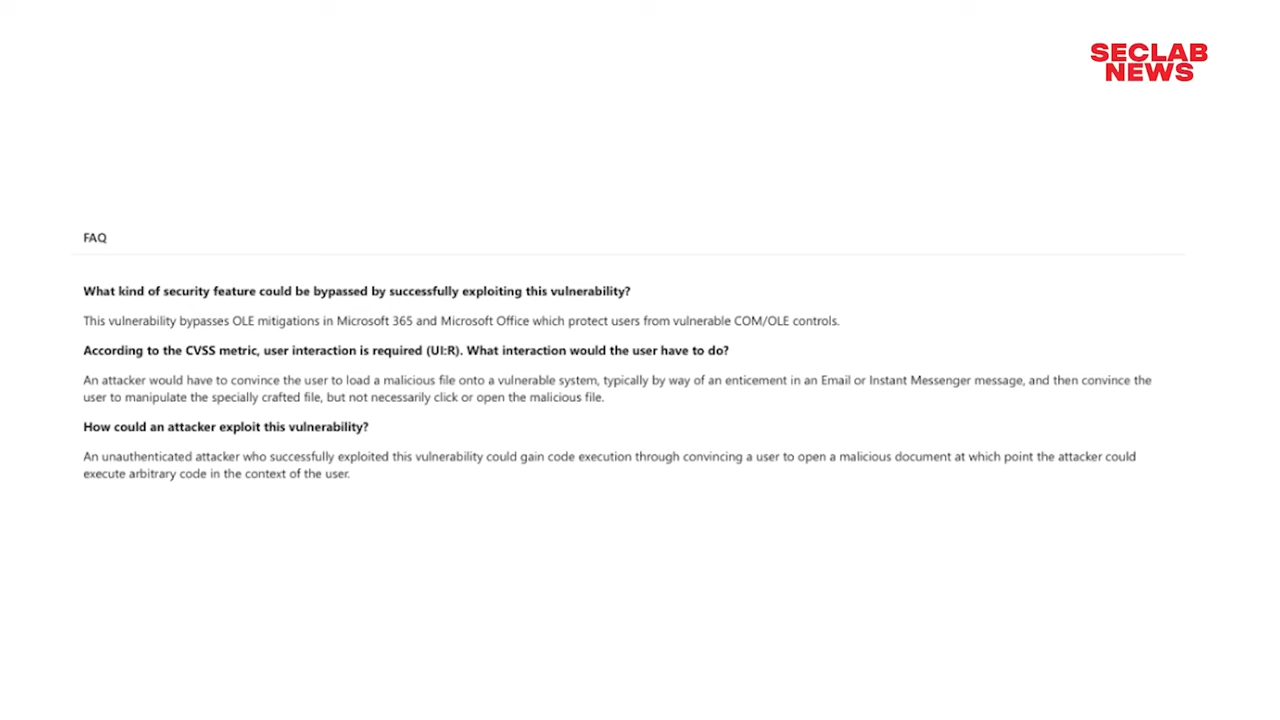 SECLAB
NEWS
FAQ
What kind of security feature could be bypassed by successfully exploiting this vulnerability?
This vulnerability bypasses OLE mitigations in Microsoft 365 and Microsoft Office which protect users from vulnerable COM/OLE controls.
According to the CVSS metric, user interaction is required (UI:R). What interaction would the user have to do?
An attacker would have to convince the user to load a malicious file onto a vulnerable system, typically by way of an enticement in an Email or Instant Messenger message, and then convince the
user to manipulate the specially crafted file, but not necessarily click or open the malicious file.
How could an attacker exploit this vulnerability?
An unauthenticated attacker who successfully exploited this vulnerability could gain code execution through convincing a user to open a malicious document at which point the attacker could
execute arbitrary code in the context of the user.